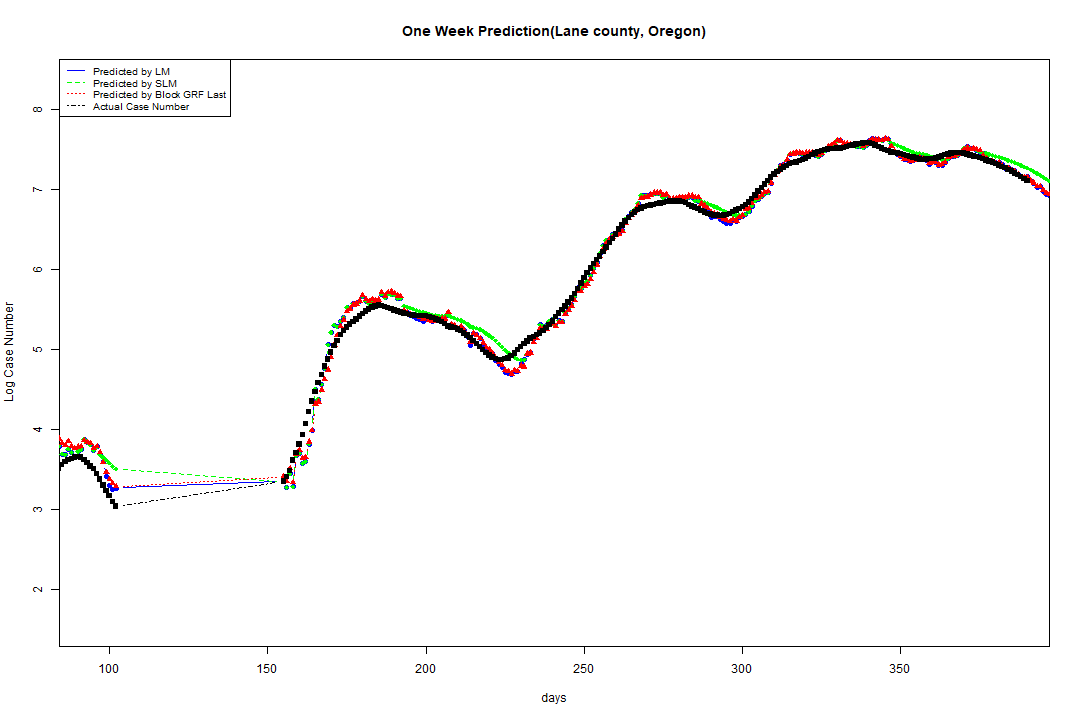 One Week Prediction(Lane county, Oregon)
Predicted by LM
Predicted by SLM
Predicted by Block GRF Last
Actual Case Number
8
7
6
5
4
3
2
Log Case Number
100 150 200 250 300 350
days